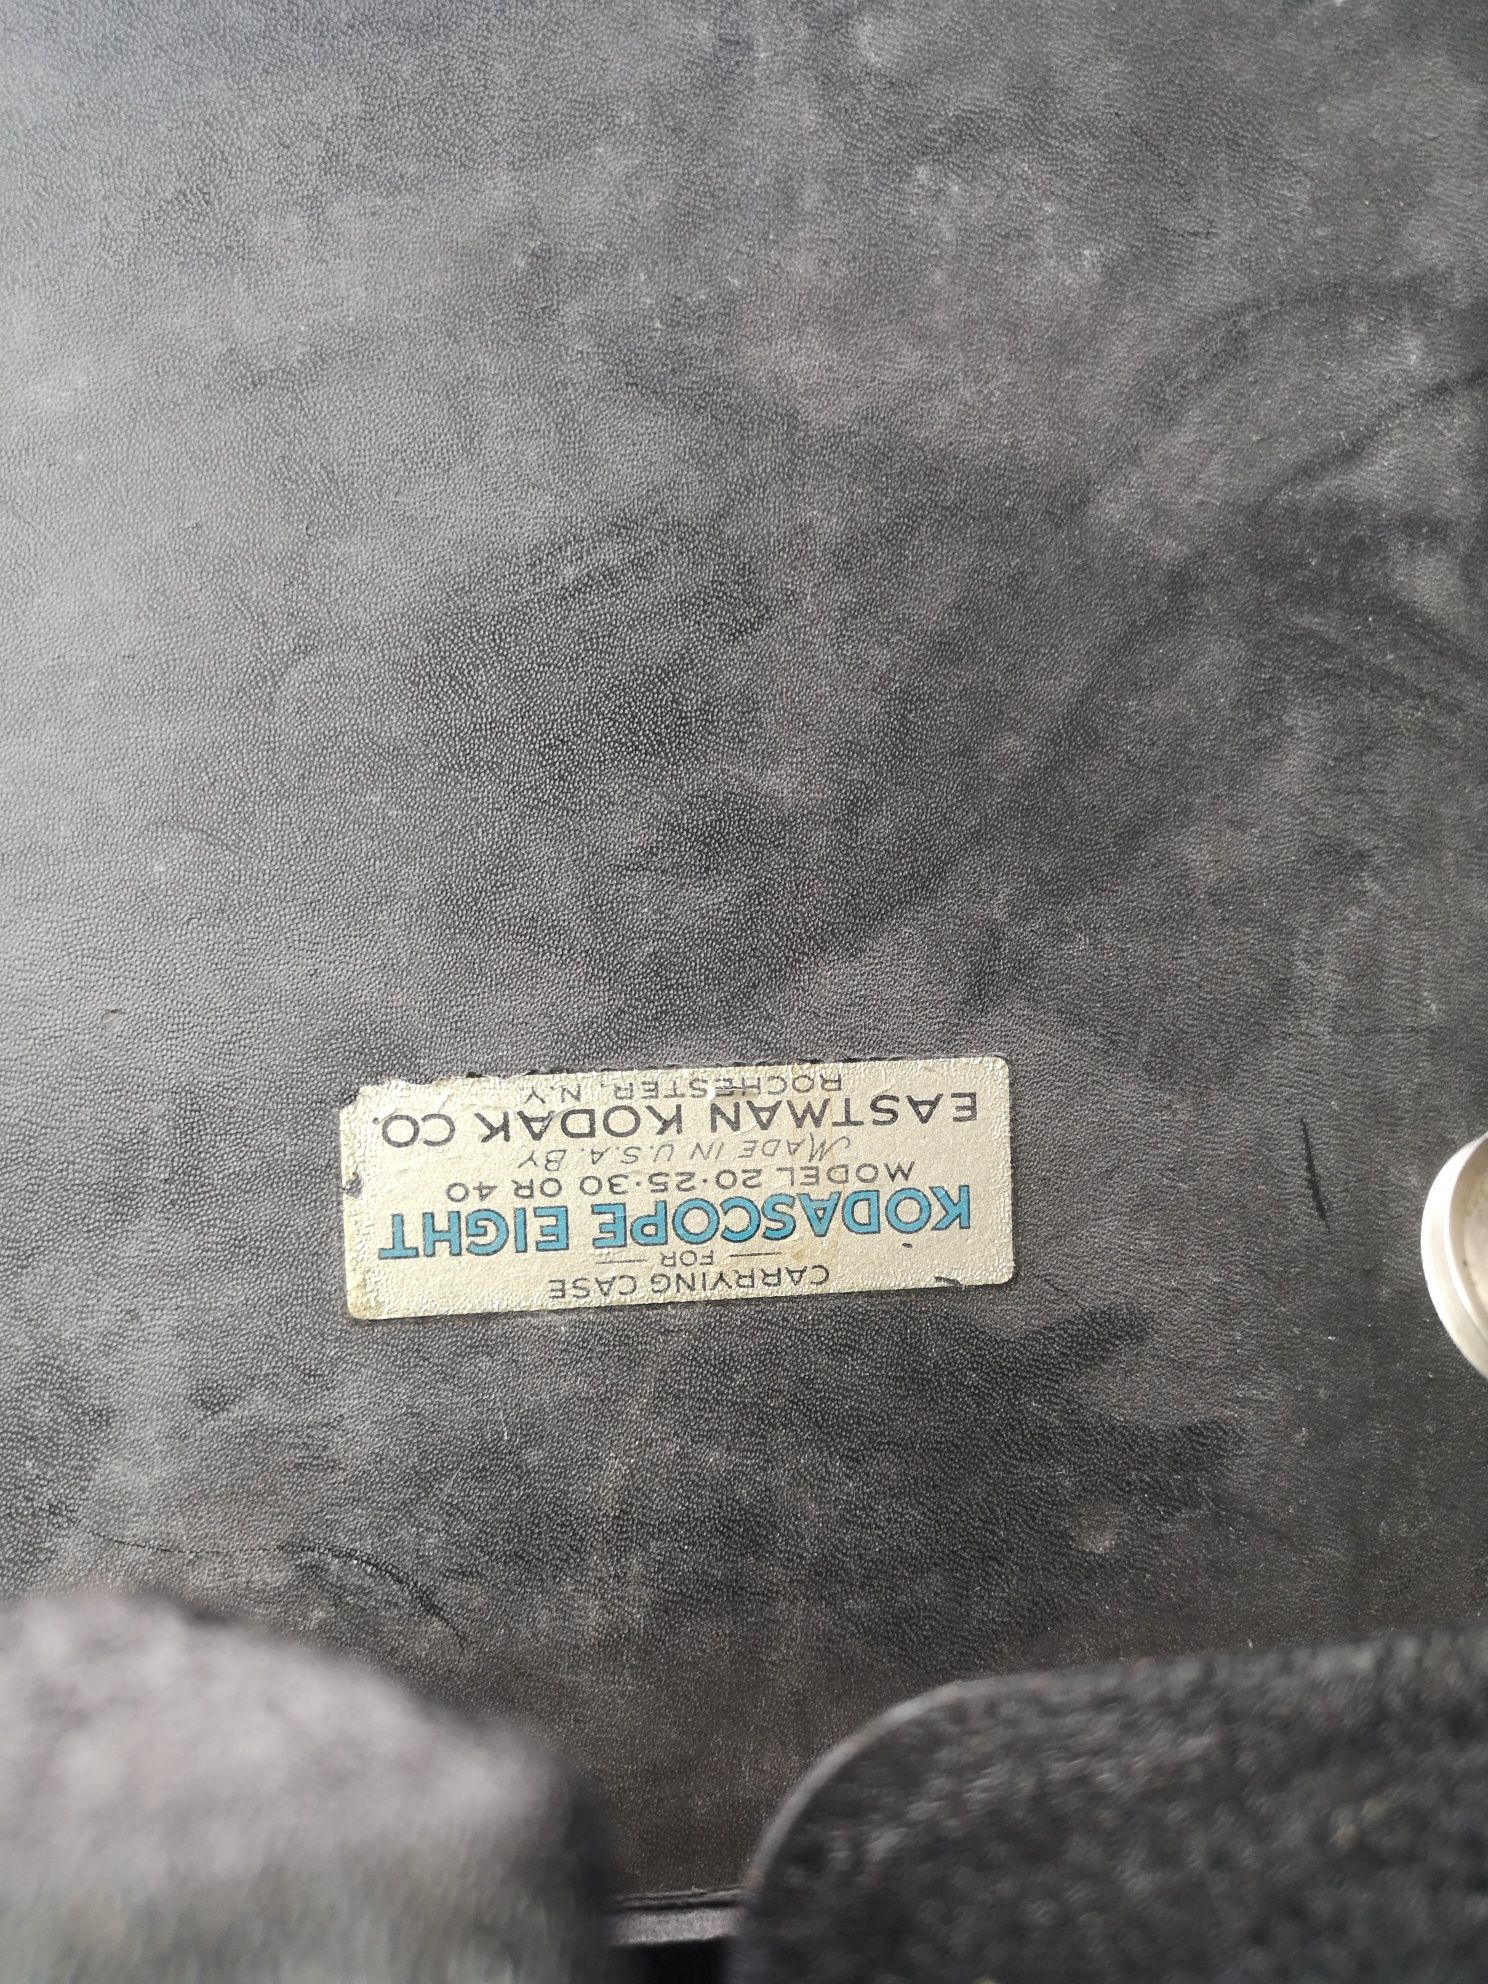 CARRYING CASE
FOR
KODASCOPE EIGHT
MODEL 20·25·30 OR 40
MADE IN U.S.A. BY
EASTMAN KODAK CO.
ROCHESTER, N.Y.